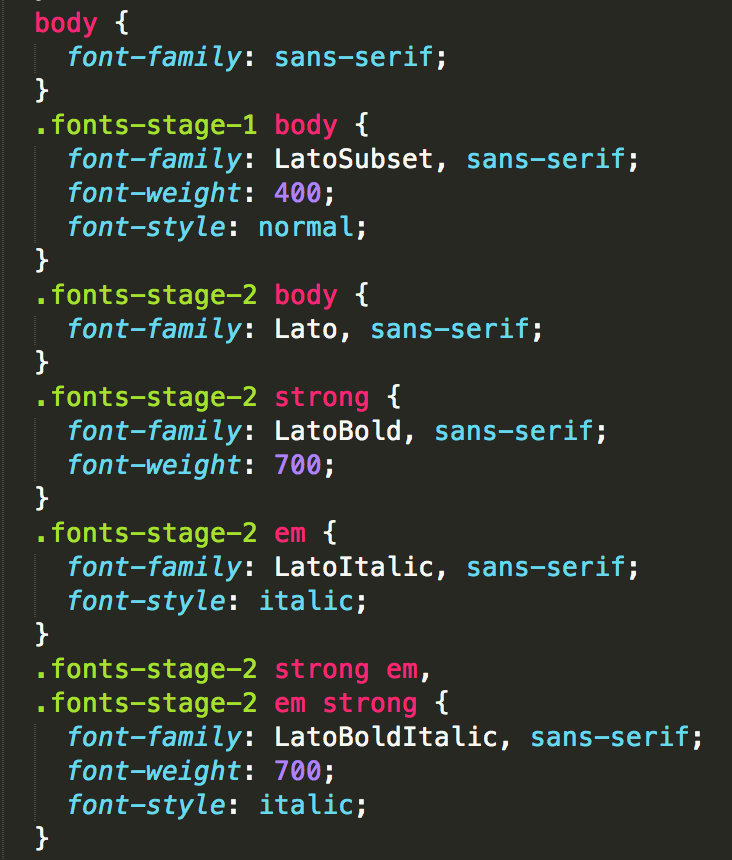 body {
  font-family: sans-serif;
}
.fonts-stage-1 body {
  font-family: LatoSubset, sans-serif;
  font-weight: 400;
  font-style: normal;
}
.fonts-stage-2 body {
  font-family: Lato, sans-serif;
}
.fonts-stage-2 strong {
  font-family: LatoBold, sans-serif;
  font-weight: 700;
}
.fonts-stage-2 em {
  font-family: LatoItalic, sans-serif;
  font-style: italic;
}
.fonts-stage-2 strong em,
.fonts-stage-2 em strong {
  font-family: LatoBoldItalic, sans-serif;
  font-weight: 700;
  font-style: italic;
}